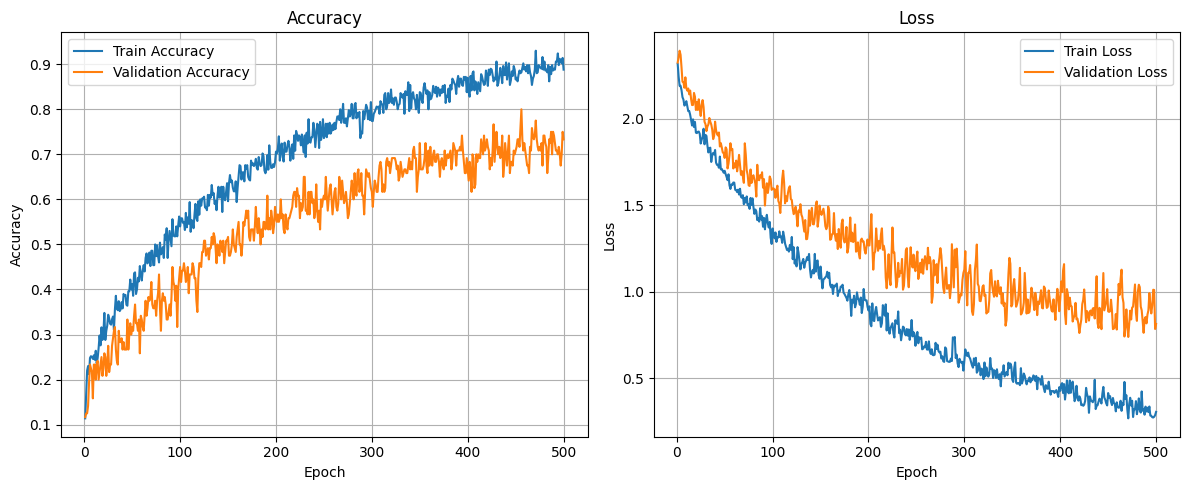 Accuracy
Train Accuracy
Validation Accuracy
0.9
0.8
0.7
0.6
0.5
0.4
0.3
0.2
0.1
Accuracy
0 100 200 300 400 500
Epoch
Loss
Train Loss
Validation Loss
2.0
1.5
1.0
0.5
Loss
0 100 200 300 400 500
Epoch